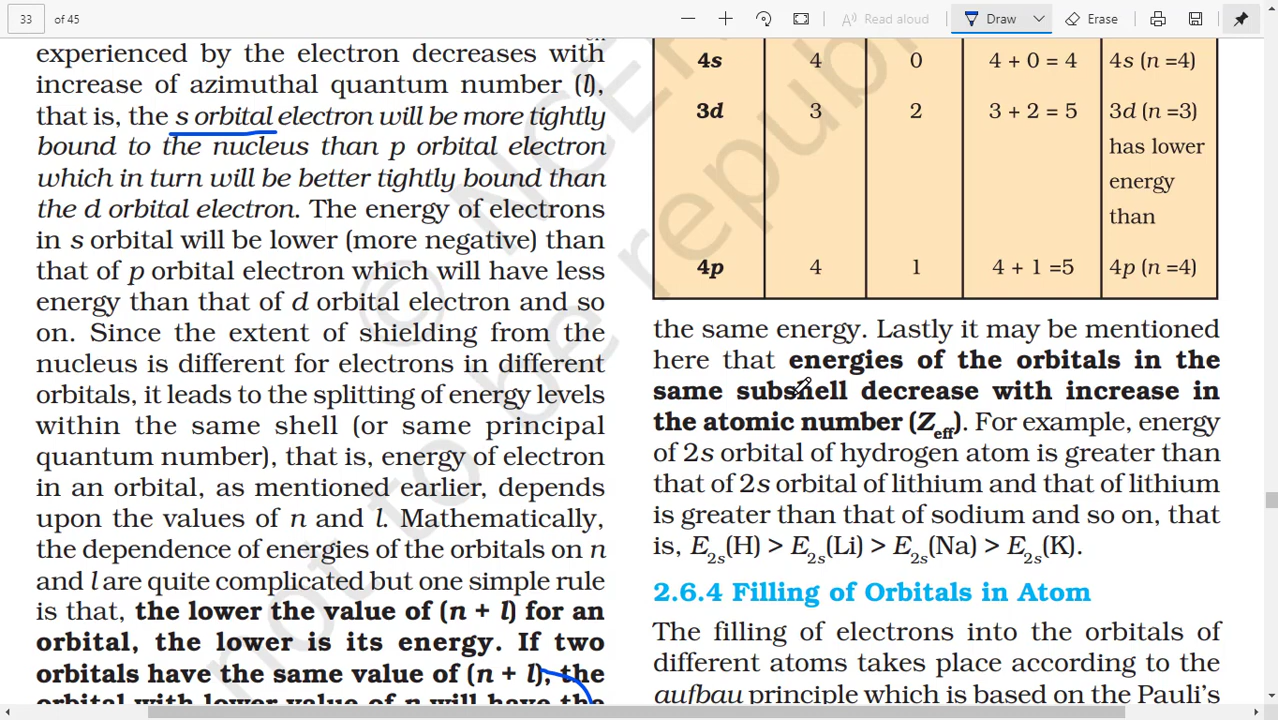 33 of 45 Read aloud Draw Erase
experienced by the electron decreases with
increase of azimuthal quantum number (l),
that is, the s orbital electron will be more tightly
bound to the nucleus than p orbital electron
which in turn will be better tightly bound than
the d orbital electron. The energy of electrons
in s orbital will be lower (more negative) than
that of p orbital electron which will have less
energy than that of d orbital electron and so
on. Since the extent of shielding from the
nucleus is different for electrons in different
orbitals, it leads to the splitting of energy levels
within the same shell (or same principal
quantum number), that is, energy of electron
in an orbital, as mentioned earlier, depends
upon the values of n and l. Mathematically,
the dependence of energies of the orbitals on n
and l are quite complicated but one simple rule
is that, the lower the value of (n + l) for an
orbital, the lower is its energy. If two
orbitals have the same value of (n + l), the
orbital with lower value of n will have the
4s 4 0 4 + 0 = 4 4s (n =4)
3d 3 2 3 + 2 = 5 3d (n =3)
has lower
energy
than
4p 4 1 4 + 1 =5 4p (n =4)
the same energy. Lastly it may be mentioned
here that energies of the orbitals in the
same subshell decrease with increase in
the atomic number (Zeff). For example, energy
of 2s orbital of hydrogen atom is greater than
that of 2s orbital of lithium and that of lithium
is greater than that of sodium and so on, that
is, E2s(H) > E2s(Li) > E2s(Na) > E2s(K).
2.6.4 Filling of Orbitals in Atom
The filling of electrons into the orbitals of
different atoms takes place according to the
aufbau principle which is based on the Pauli's
© NCERT
not to be republ